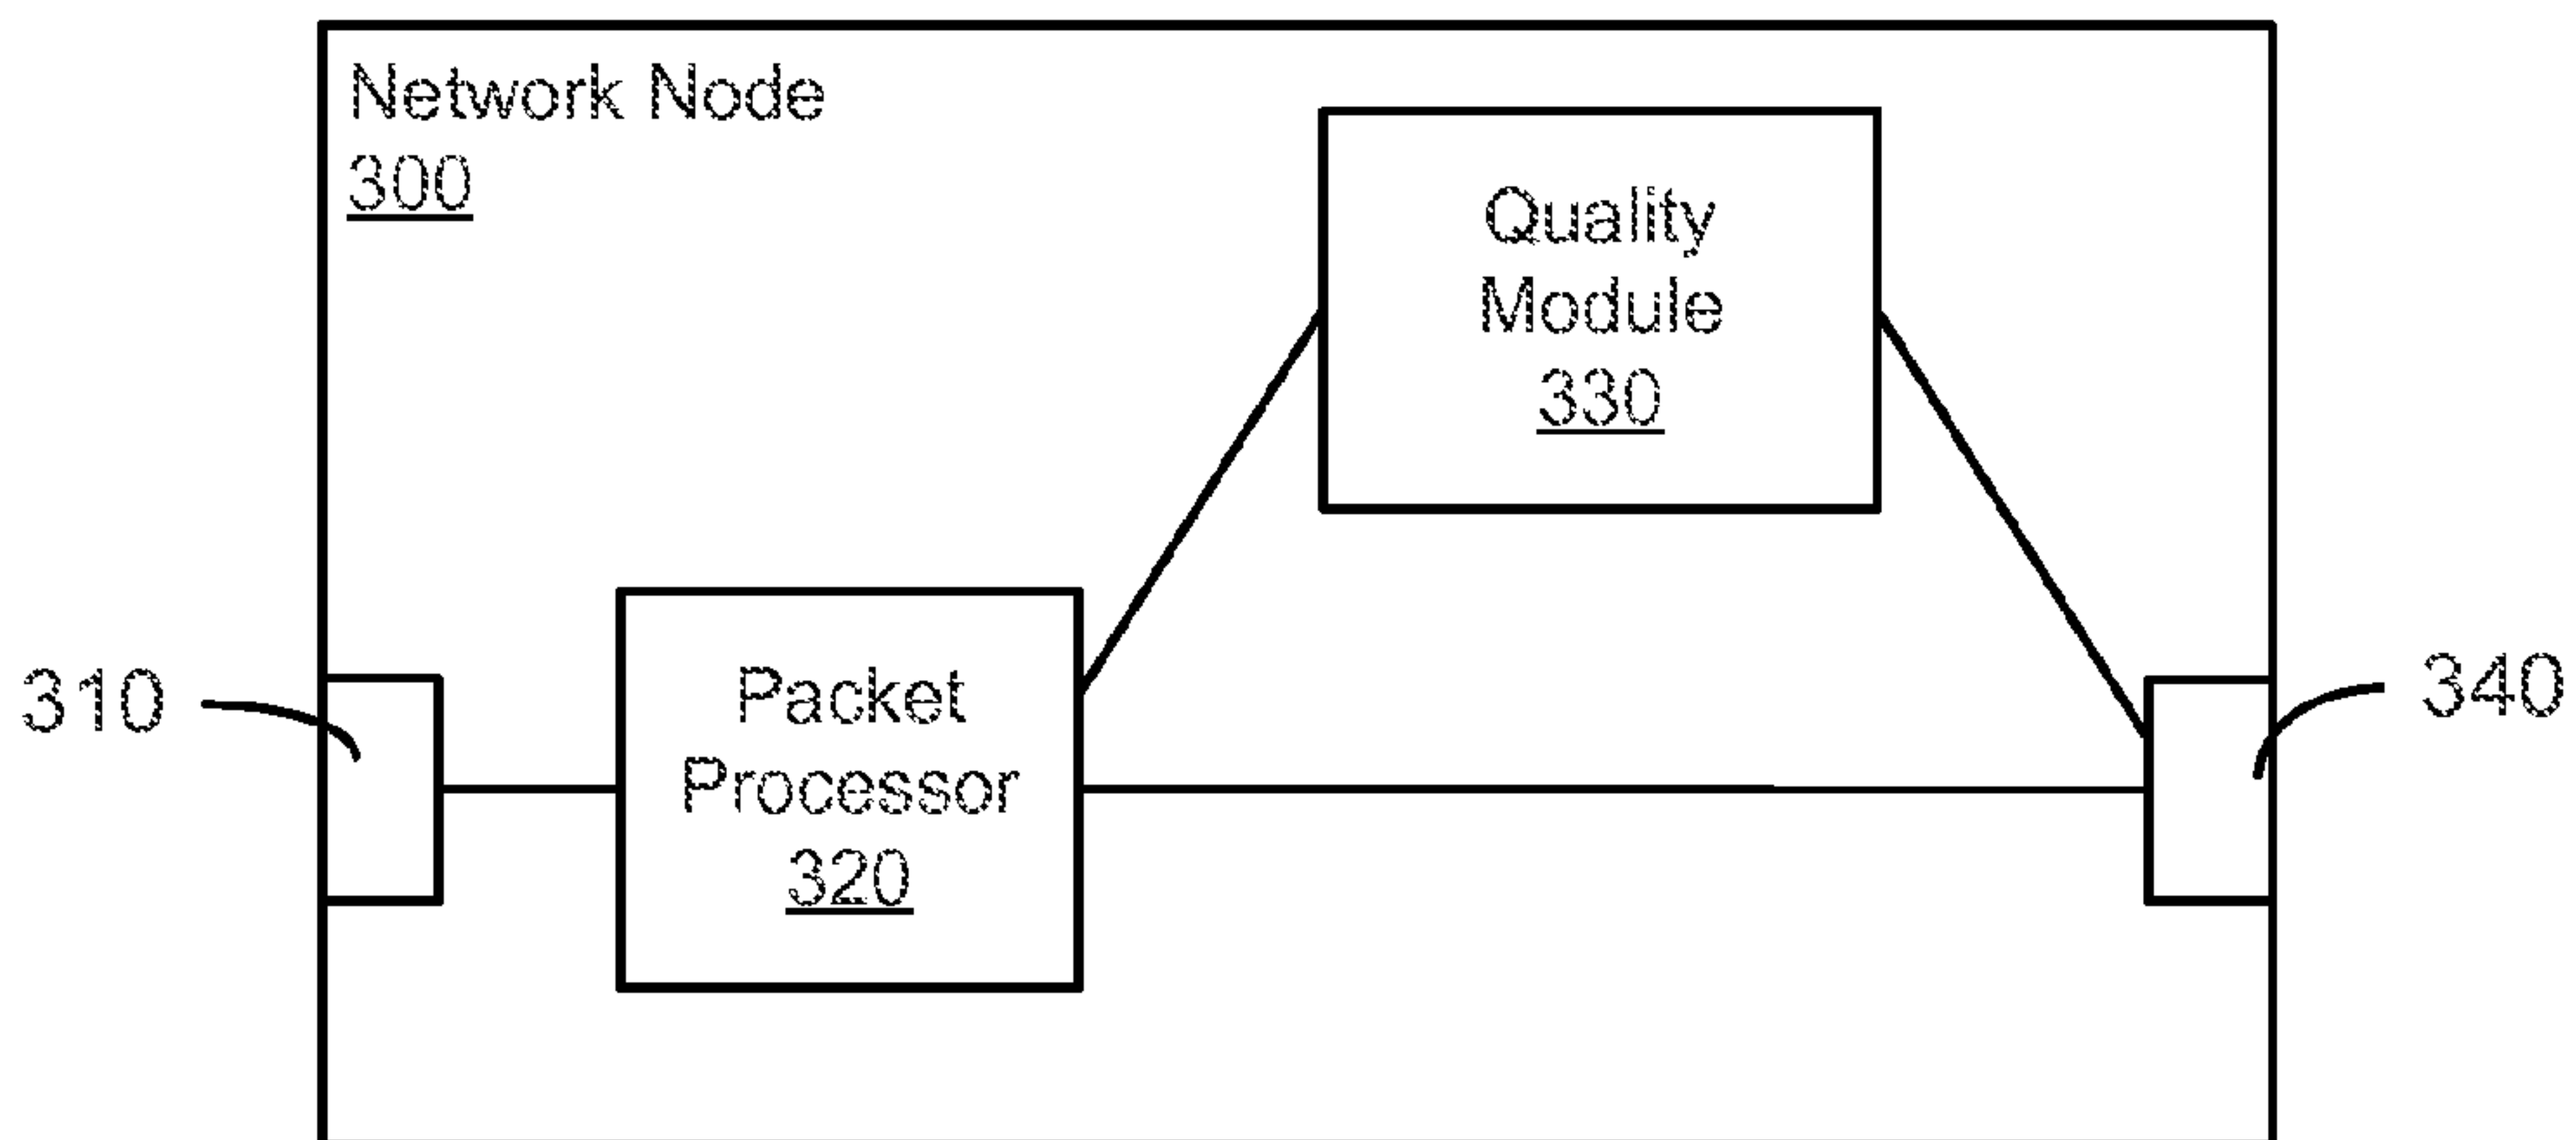 Network Node
300
Quality
Module
330
310
Packet
Processor
320
340